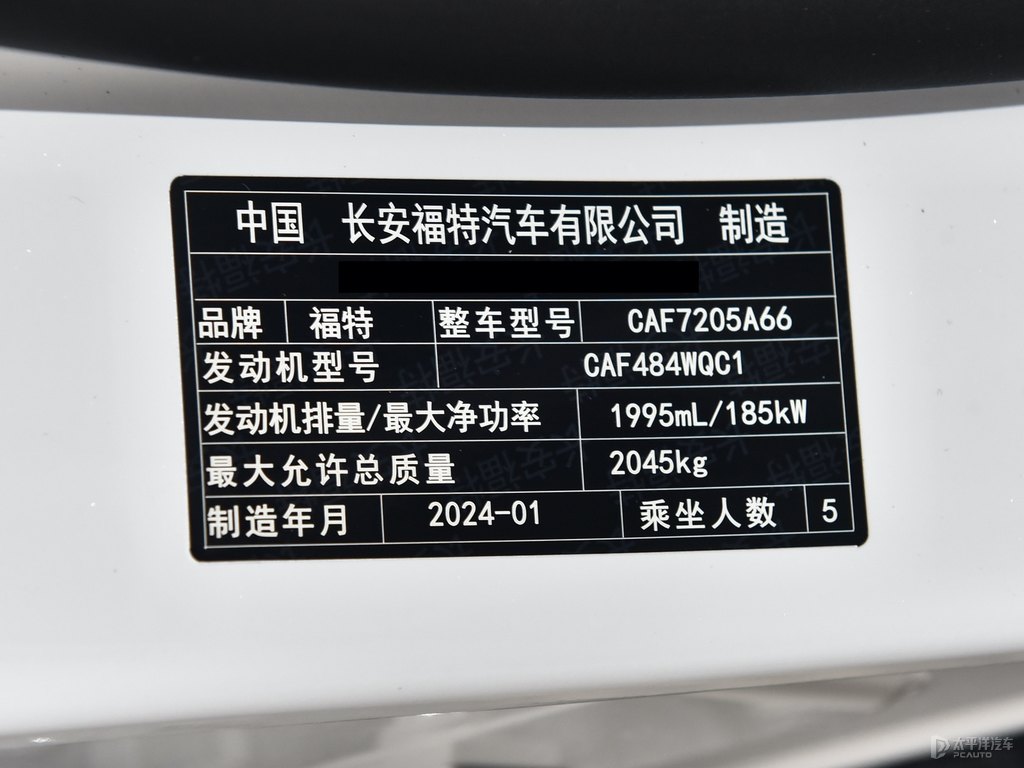 中国 长安福特汽车有限公司 制造
品牌 福特 整车型号 CAF7205A66
发动机型号 CAF484WQC1
发动机排量/最大净功率 1995mL/185kW
最大允许总质量 2045kg
制造年月 2024-01 乘坐人数 5
太平洋汽车
PCAUTO